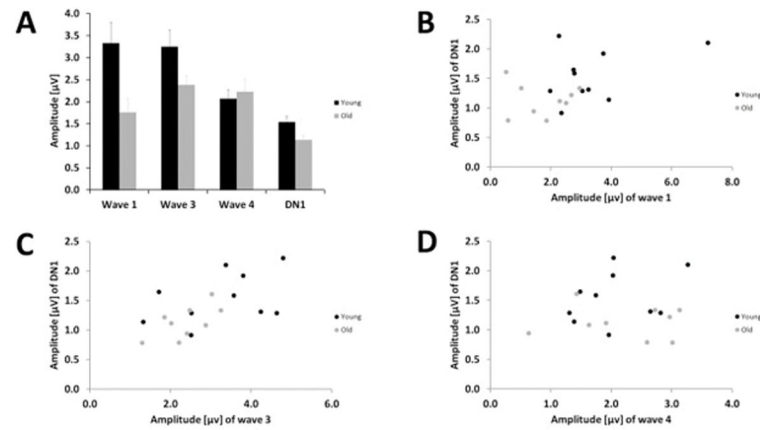 A
4.0
3.5
3.0
2.5
2.0
1.5
1.0
0.5
0.0
Amplitude [µV]
Wave 1 Wave 3 Wave 4 DN1
Young
Old
B
2.5
2.0
1.5
1.0
0.5
0.0
Amplitude [µV] of DN1
0.0 2.0 4.0 6.0 8.0
Amplitude [µv] of wave 1
Young
Old
C
2.5
2.0
1.5
1.0
0.5
0.0
Amplitude [µV] of DN1
0.0 2.0 4.0 6.0
Amplitude [µv] of wave 3
Young
Old
D
2.5
2.0
1.5
1.0
0.5
0.0
Amplitude [µV] of DN1
0.0 1.0 2.0 3.0 4.0
Amplitude [µv] of wave 4
Young
Old